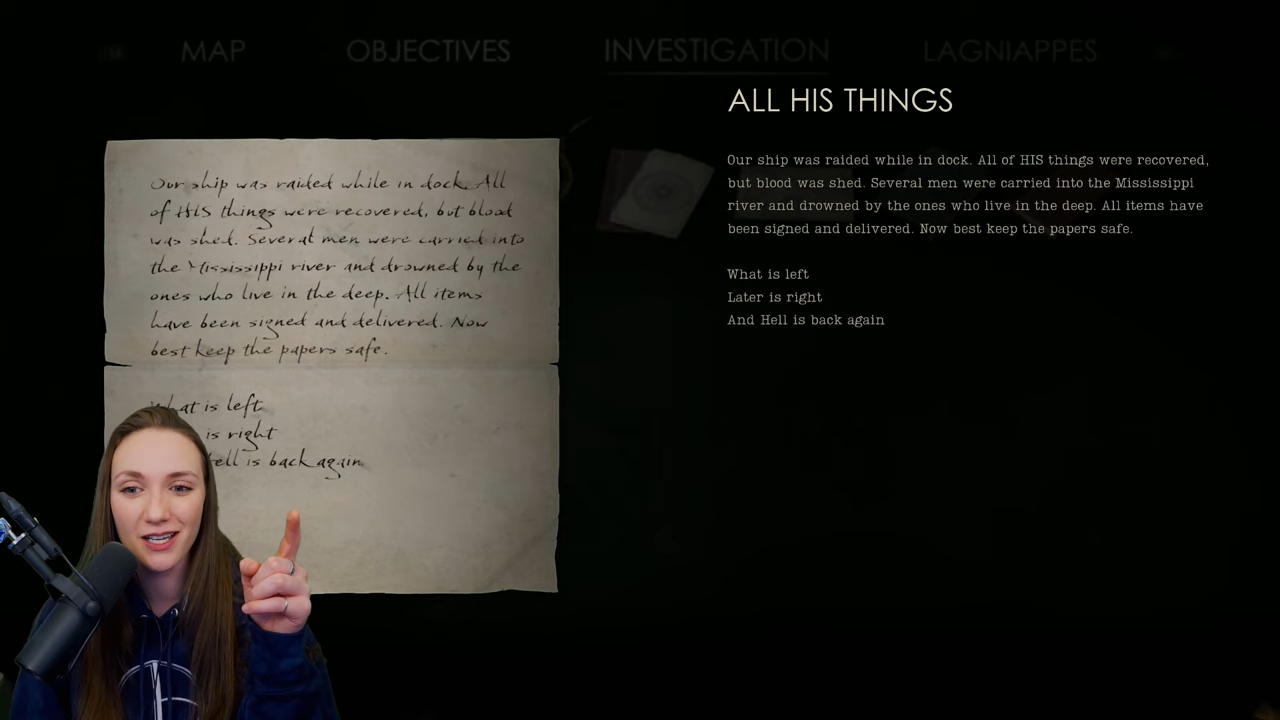 MAP
OBJECTIVES
INVESTIGATION
LAGNIAPPES
Our ship was raided while in dock. All
of HIS things were recovered, but blood
was shed. Several men were carried into
the Mississippi river and drowned by the
ones who live in the deep. All items
have been signed and delivered. Now
best keep the papers safe.
What is left
is right
Hell is back again
ALL HIS THINGS
Our ship was raided while in dock. All of HIS things were recovered,
but blood was shed. Several men were carried into the Mississippi
river and drowned by the ones who live in the deep. All items have
been signed and delivered. Now best keep the papers safe.
What is left
Later is right
And Hell is back again